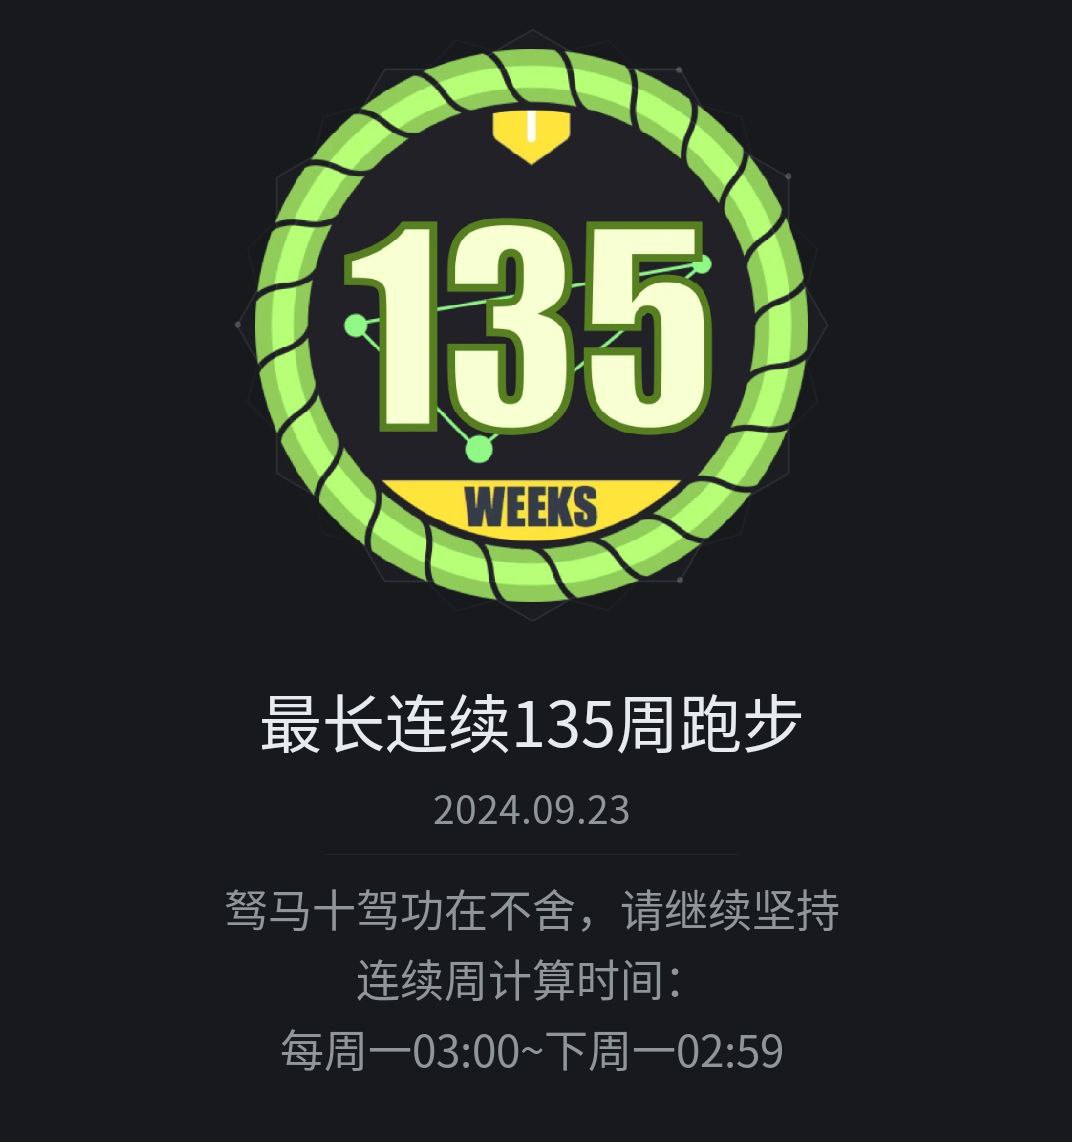 135
WEEKS
最长连续135周跑步
2024.09.23
驽马十驾功在不舍，请继续坚持
连续周计算时间：
每周一03:00~下周一02:59